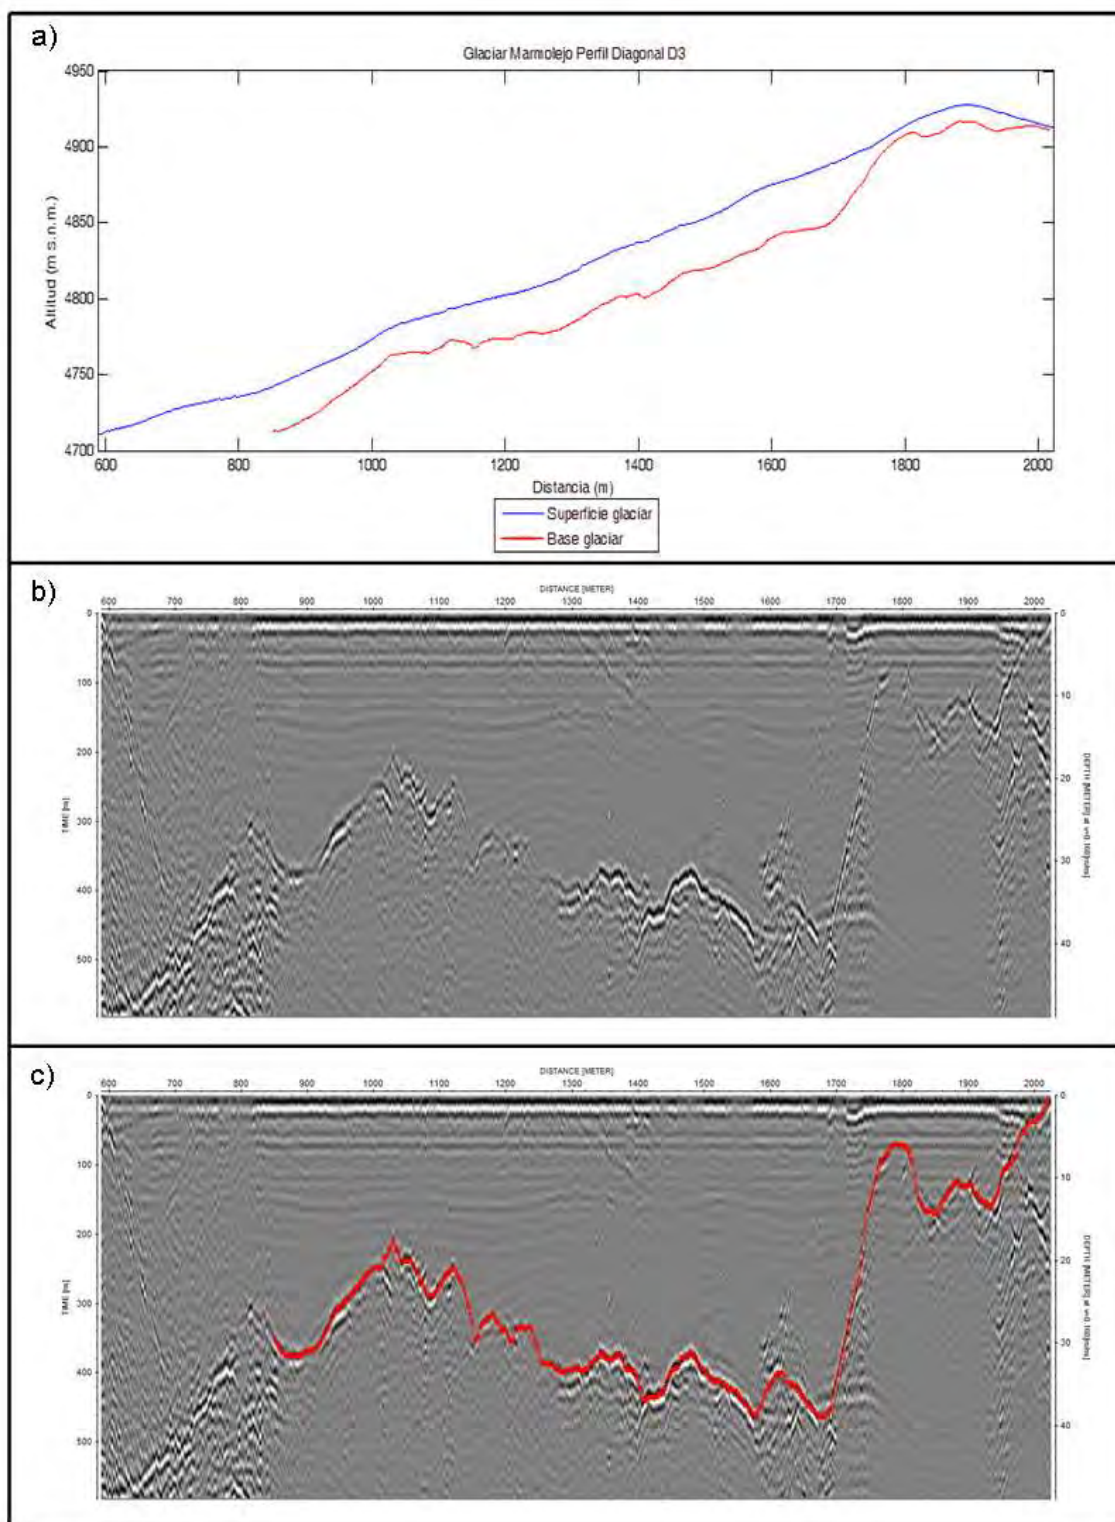 a)
Glaciar Marmolejo Perfil Diagonal D3
4950
4900
4850
4800
4750
4700
Altitud (m s.n.m.)
600 800 1000 1200 1400 1600 1800 2000
Distancia (m)
Superficie glaciar
Base glaciar
b)
DISTANCE [METER]
600 700 800 900 1000 1100 1200 1300 1400 1500 1600 1700 1800 1900 2000
0
100
200
300
400
500
TIME [ns]
0
10
20
30
40
c)
DISTANCE [METER]
600 700 800 900 1000 1100 1200 1300 1400 1500 1600 1700 1800 1900 2000
0
100
200
300
400
500
TIME [ns]
0
10
20
30
40